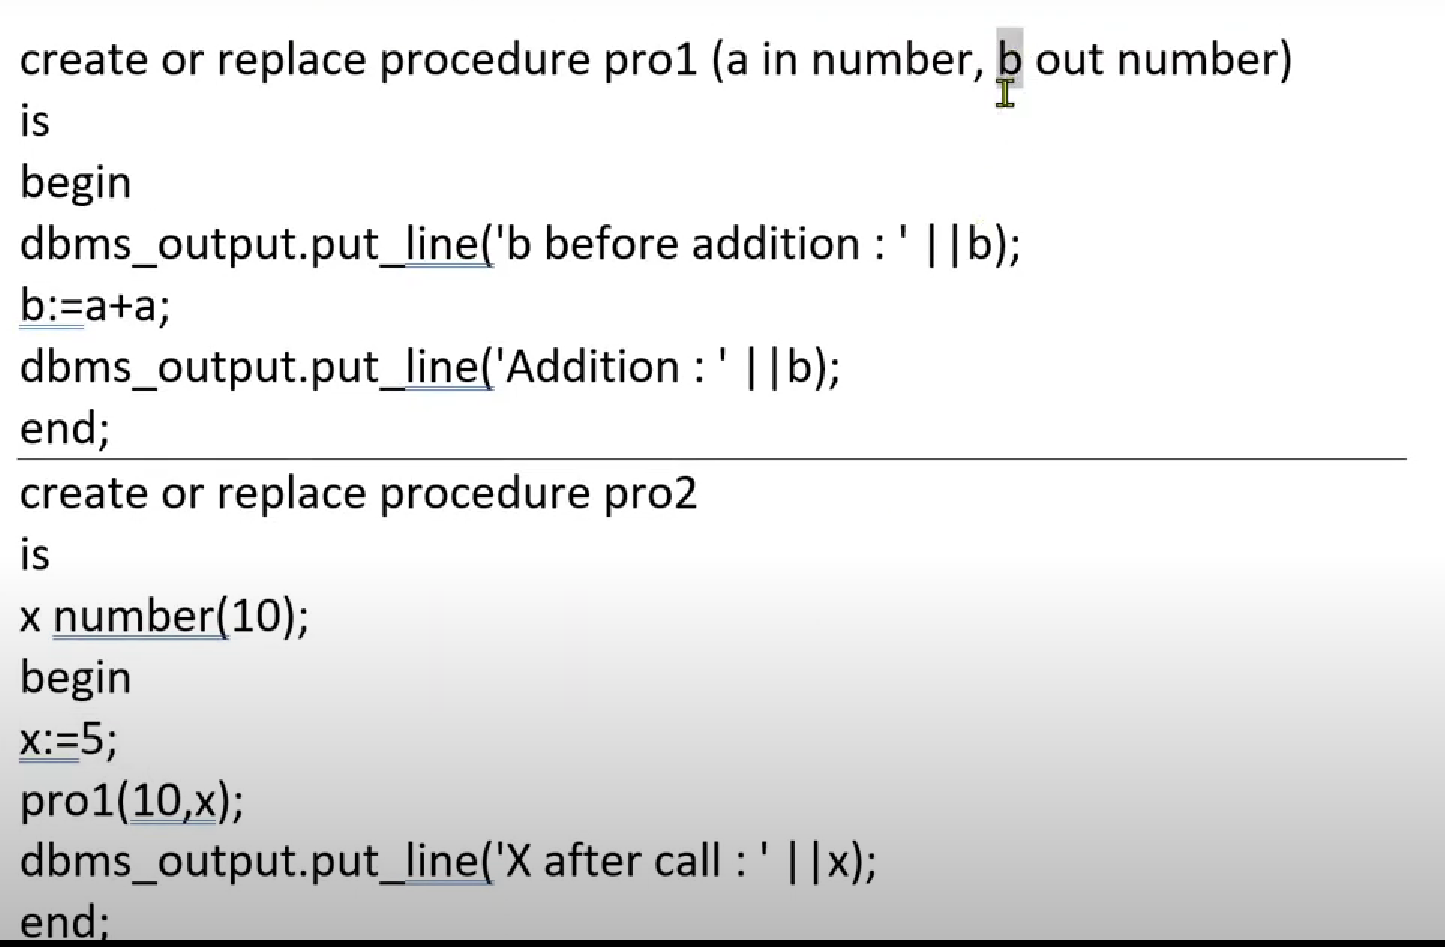 create or replace procedure pro1 (a in number, b out number)
is
begin
dbms_output.put_line('b before addition : ' ||b);
b:=a+a;
dbms_output.put_line('Addition : ' ||b);
end;
create or replace procedure pro2
is
x number(10);
begin
x:=5;
pro1(10,x);
dbms_output.put_line('X after call : ' ||x);
end;